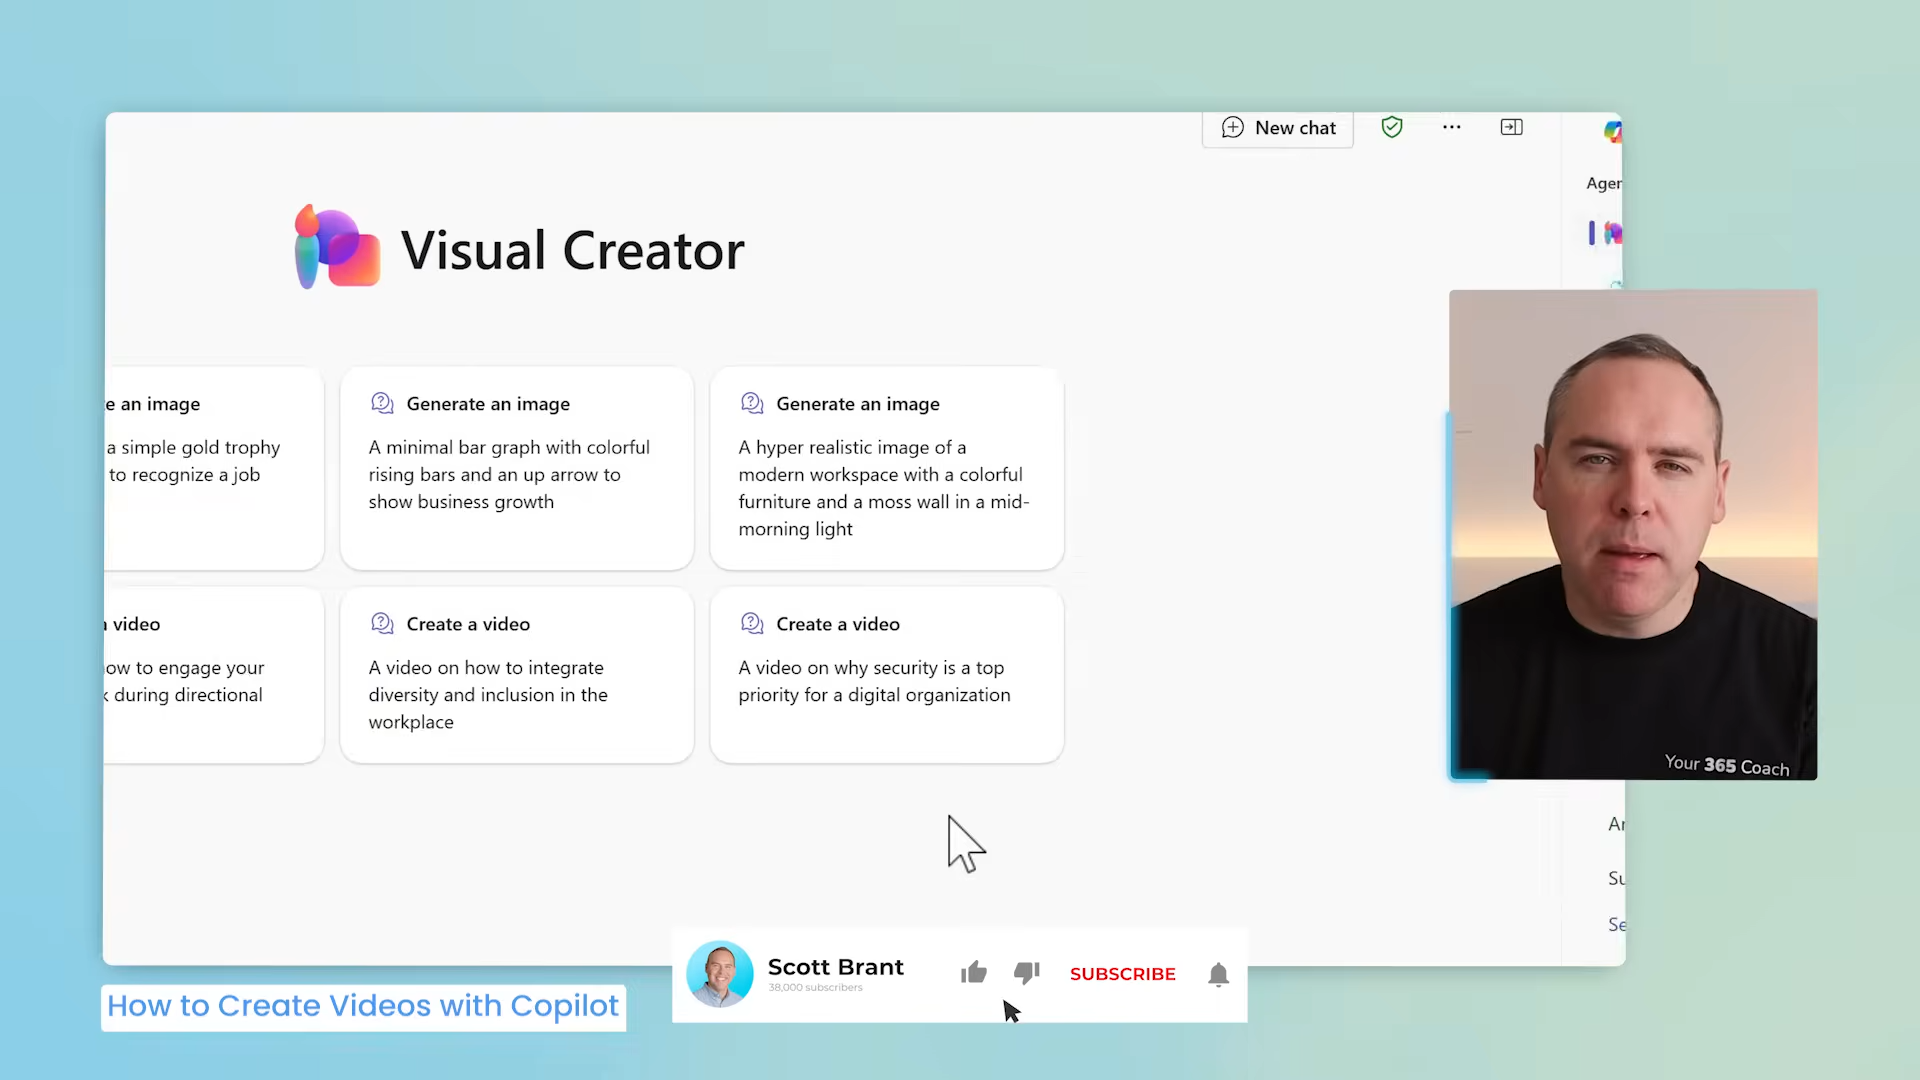 New chat
Agen
Visual Creator
e an image
a simple gold trophy
to recognize a job
Generate an image
A minimal bar graph with colorful
rising bars and an up arrow to
show business growth
Generate an image
A hyper realistic image of a
modern workspace with a colorful
furniture and a moss wall in a mid-
morning light
video
ow to engage your
k during directional
Create a video
A video on how to integrate
diversity and inclusion in the
workplace
Create a video
A video on why security is a top
priority for a digital organization
Your 365 Coach
Ar
Su
Se
Scott Brant
38,000 subscribers
SUBSCRIBE
How to Create Videos with Copilot